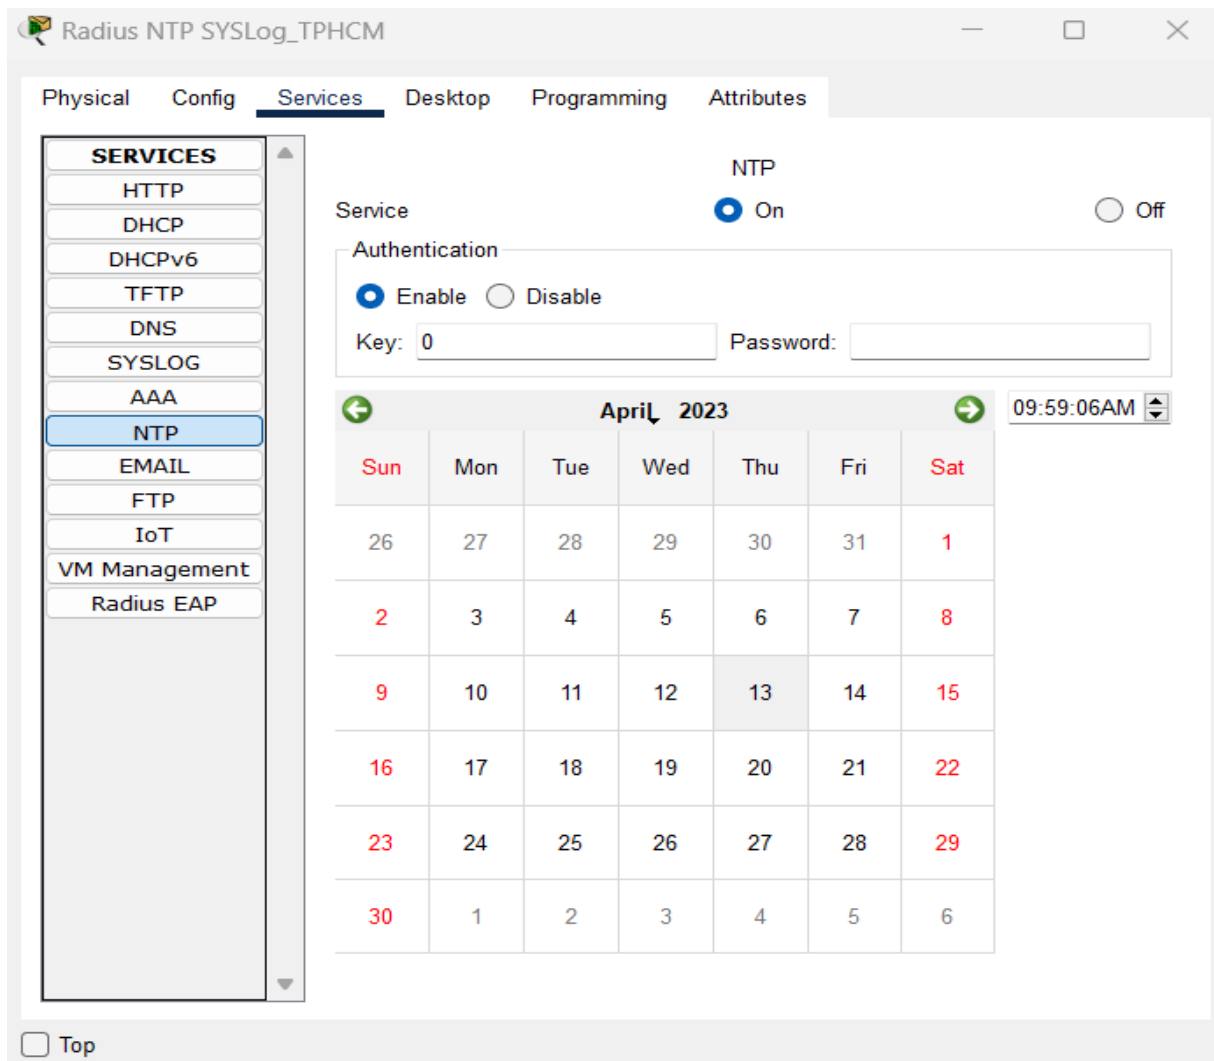 Radius NTP SYSLog_TPHCM
Physical Config Services Desktop Programming Attributes
SERVICES
HTTP
DHCP
DHCPv6
TFTP
DNS
SYSLOG
AAA
NTP
EMAIL
FTP
IoT
VM Management
Radius EAP
NTP
Service On Off
Authentication
Enable Disable
Key: 0 Password:
April, 2023
09:59:06AM
Sun Mon Tue Wed Thu Fri Sat
26 27 28 29 30 31 1
2 3 4 5 6 7 8
9 10 11 12 13 14 15
16 17 18 19 20 21 22
23 24 25 26 27 28 29
30 1 2 3 4 5 6
Top